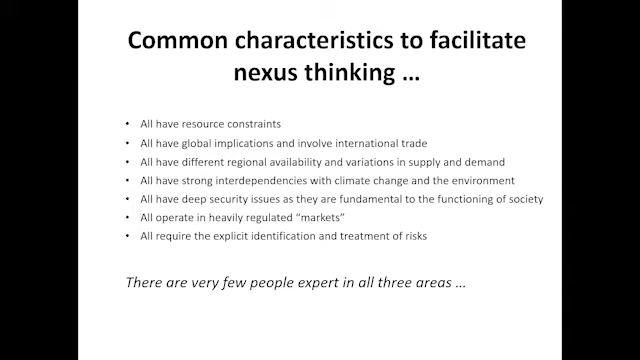 Common characteristics to facilitate
nexus thinking …
• All have resource constraints
• All have global implications and involve international trade
• All have different regional availability and variations in supply and demand
• All have strong interdependencies with climate change and the environment
• All have deep security issues as they are fundamental to the functioning of society
• All operate in heavily regulated “markets”
• All require the explicit identification and treatment of risks
There are very few people expert in all three areas …